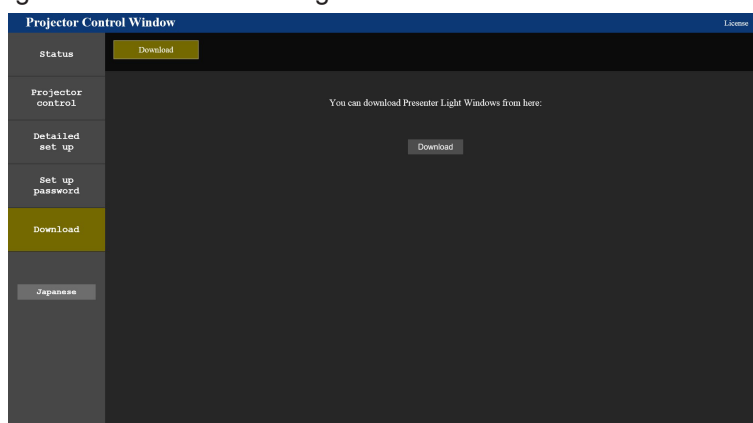 Projector Control Window
License
Status
Download
Projector
control
You can download Presenter Light Windows from here:
Detailed
set up
Download
Set up
password
Download
Japanese